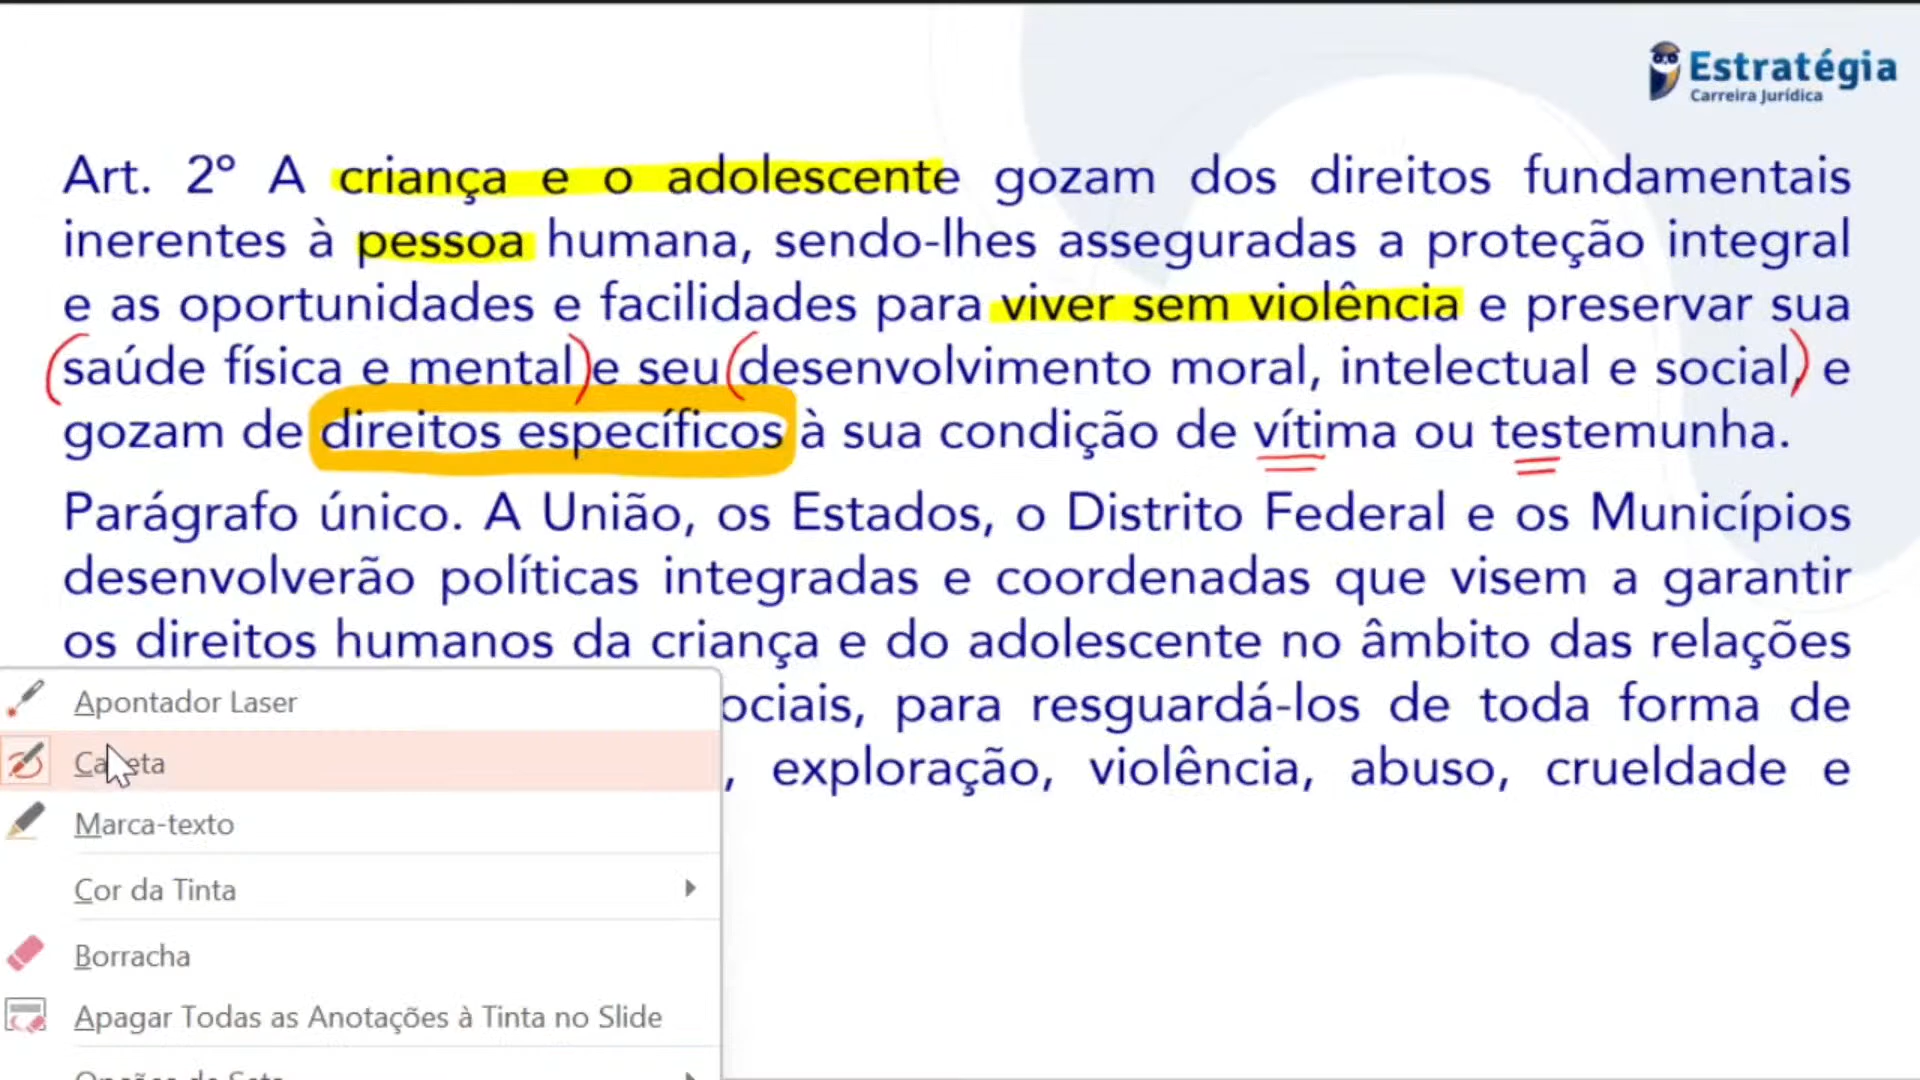 Estratégia
Carreira Jurídica
Art. 2º A criança e o adolescente gozam dos direitos fundamentais
inerentes à pessoa humana, sendo-lhes asseguradas a proteção integral
e as oportunidades e facilidades para viver sem violência e preservar sua
saúde física e mental e seu desenvolvimento moral, intelectual e social, e
gozam de direitos específicos à sua condição de vítima ou testemunha.
Parágrafo único. A União, os Estados, o Distrito Federal e os Municípios
desenvolverão políticas integradas e coordenadas que visem a garantir
os direitos humanos da criança e do adolescente no âmbito das relações
ociais, para resguardá-los de toda forma de
, exploração, violência, abuso, crueldade e
Apontador Laser
Caneta
Marca-texto
Cor da Tinta
Borracha
Apagar Todas as Anotações à Tinta no Slide